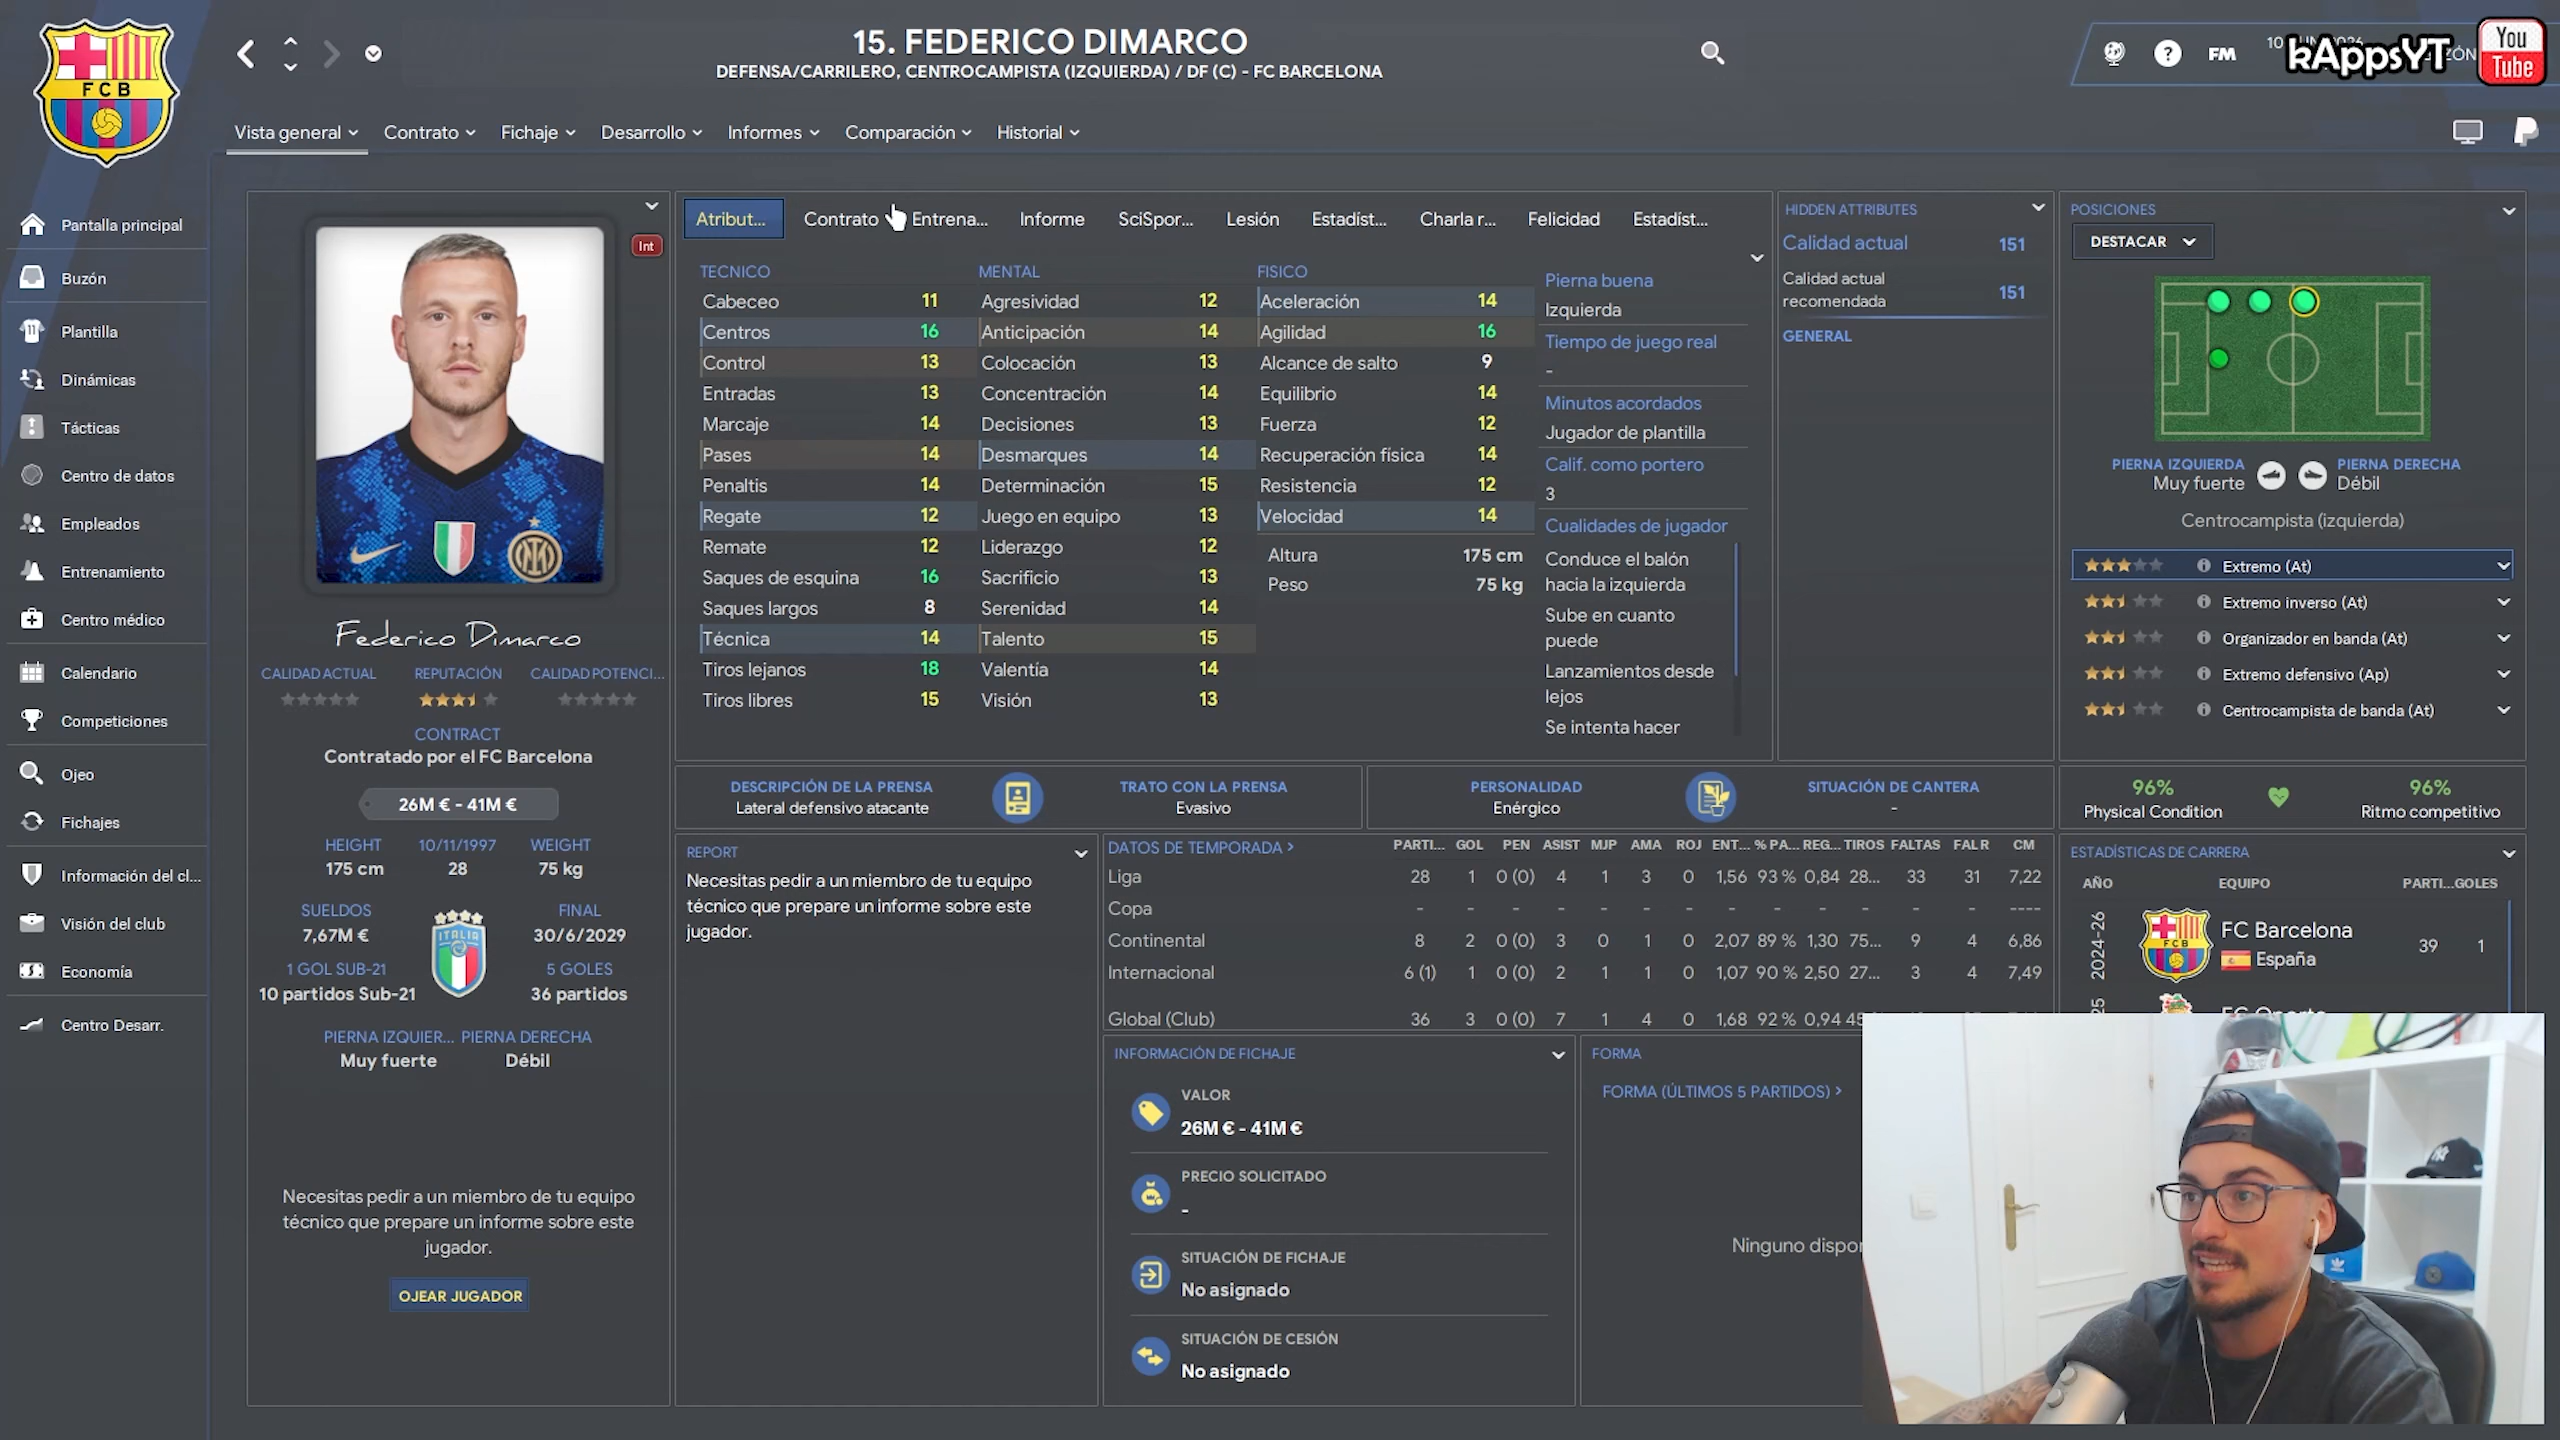 FCB
15. FEDERICO DIMARCO
DEFENSA/CARRILERO, CENTROCAMPISTA (IZQUIERDA) / DF (C) - FC BARCELONA
FM
kAppsYT
You
Tube
Vista general
Contrato
Fichaje
Desarrollo
Informes
Comparación
Historial
Pantalla principal
Buzón
Plantilla
Dinámicas
Tácticas
Centro de datos
Empleados
Entrenamiento
Centro médico
Calendario
Competiciones
Ojeo
Fichajes
Información del cl...
Visión del club
Economía
Centro Desarr.
Int
Federico Dimarco
CALIDAD ACTUAL REPUTACIÓN CALIDAD POTENCI...
CONTRACT
Contratado por el FC Barcelona
26M € - 41M €
HEIGHT 10/11/1997 WEIGHT
175 cm 28 75 kg
SUELDOS FINAL
7,67M € 30/6/2029
ITALIA
1 GOL SUB-21 5 GOLES
10 partidos Sub-21 36 partidos
PIERNA IZQUIER... PIERNA DERECHA
Muy fuerte Débil
Necesitas pedir a un miembro de tu equipo
técnico que prepare un informe sobre este
jugador.
OJEAR JUGADOR
Atribut... Contrato Entrena... Informe SciSpor... Lesión Estadíst... Charla r... Felicidad Estadíst...
TECNICO MENTAL FISICO
Cabeceo 11 Agresividad 12 Aceleración 14
Centros 16 Anticipación 14 Agilidad 16
Control 13 Colocación 13 Alcance de salto 9
Entradas 13 Concentración 14 Equilibrio 14
Marcaje 14 Decisiones 13 Fuerza 12
Pases 14 Desmarques 14 Recuperación física 14
Penaltis 14 Determinación 15 Resistencia 12
Regate 12 Juego en equipo 13 Velocidad 14
Remate 12 Liderazgo 12 Altura 175 cm
Saques de esquina 16 Sacrificio 13 Peso 75 kg
Saques largos 8 Serenidad 14
Técnica 14 Talento 15
Tiros lejanos 18 Valentía 14
Tiros libres 15 Visión 13
Pierna buena
Izquierda
Tiempo de juego real
-
Minutos acordados
Jugador de plantilla
Calif. como portero
3
Cualidades de jugador
Conduce el balón
hacia la izquierda
Sube en cuanto
puede
Lanzamientos desde
lejos
Se intenta hacer
HIDDEN ATTRIBUTES
Calidad actual 151
Calidad actual
recomendada 151
GENERAL
POSICIONES
DESTACAR
PIERNA IZQUIERDA PIERNA DERECHA
Muy fuerte Débil
Centrocampista (izquierda)
Extremo (At)
Extremo inverso (At)
Organizador en banda (At)
Extremo defensivo (Ap)
Centrocampista de banda (At)
DESCRIPCIÓN DE LA PRENSA TRATO CON LA PRENSA
Lateral defensivo atacante Evasivo
PERSONALIDAD SITUACIÓN DE CANTERA
Enérgico -
96% 96%
Physical Condition Ritmo competitivo
REPORT
Necesitas pedir a un miembro de tu equipo
técnico que prepare un informe sobre este
jugador.
DATOS DE TEMPORADA > PARTI... GOL PEN ASIST MJP AMA ROJ ENT... % PA... REG... TIROS FALTAS FAL R CM
Liga 28 1 0 (0) 4 1 3 0 1,56 93 % 0,84 28... 33 31 7,22
Copa - - - - - - - - - - - - - ----
Continental 8 2 0 (0) 3 0 1 0 2,07 89 % 1,30 75... 9 4 6,86
Internacional 6 (1) 1 0 (0) 2 1 1 0 1,07 90 % 2,50 27... 3 4 7,49
Global (Club) 36 3 0 (0) 7 1 4 0 1,68 92 % 0,94
INFORMACIÓN DE FICHAJE
VALOR
26M € - 41M €
PRECIO SOLICITADO
-
SITUACIÓN DE FICHAJE
No asignado
SITUACIÓN DE CESIÓN
No asignado
FORMA
FORMA (ÚLTIMOS 5 PARTIDOS) >
Ninguno dispo
ESTADÍSTICAS DE CARRERA
AÑO EQUIPO PARTI... GOLES
2024-26
FCB
FC Barcelona 39 1
España